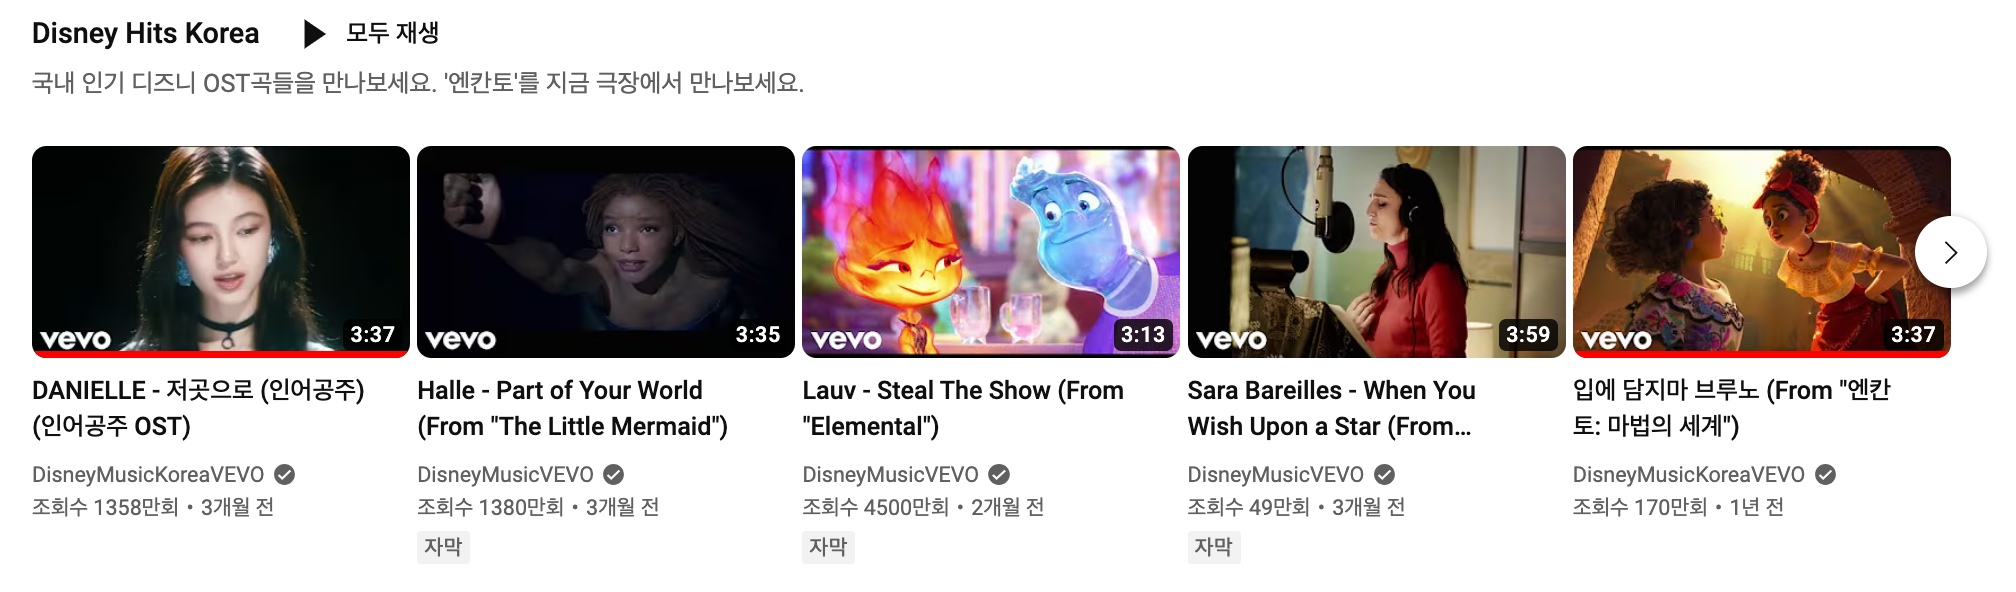 Disney Hits Korea ▶ 모두 재생
국내 인기 디즈니 OST곡들을 만나보세요. '엔칸토'를 지금 극장에서 만나보세요.
vevo 3:37
DANIELLE - 저곳으로 (인어공주)
(인어공주 OST)
DisneyMusicKoreaVEVO
조회수 1358만회 • 3개월 전
vevo 3:35
Halle - Part of Your World
(From "The Little Mermaid")
DisneyMusicVEVO
조회수 1380만회 • 3개월 전
자막
vevo 3:13
Lauv - Steal The Show (From
"Elemental")
DisneyMusicVEVO
조회수 4500만회 • 2개월 전
자막
vevo 3:59
Sara Bareilles - When You
Wish Upon a Star (From...
DisneyMusicVEVO
조회수 49만회 • 3개월 전
자막
vevo 3:37
입에 담지마 브루노 (From "엔칸
토: 마법의 세계")
DisneyMusicKoreaVEVO
조회수 170만회 • 1년 전